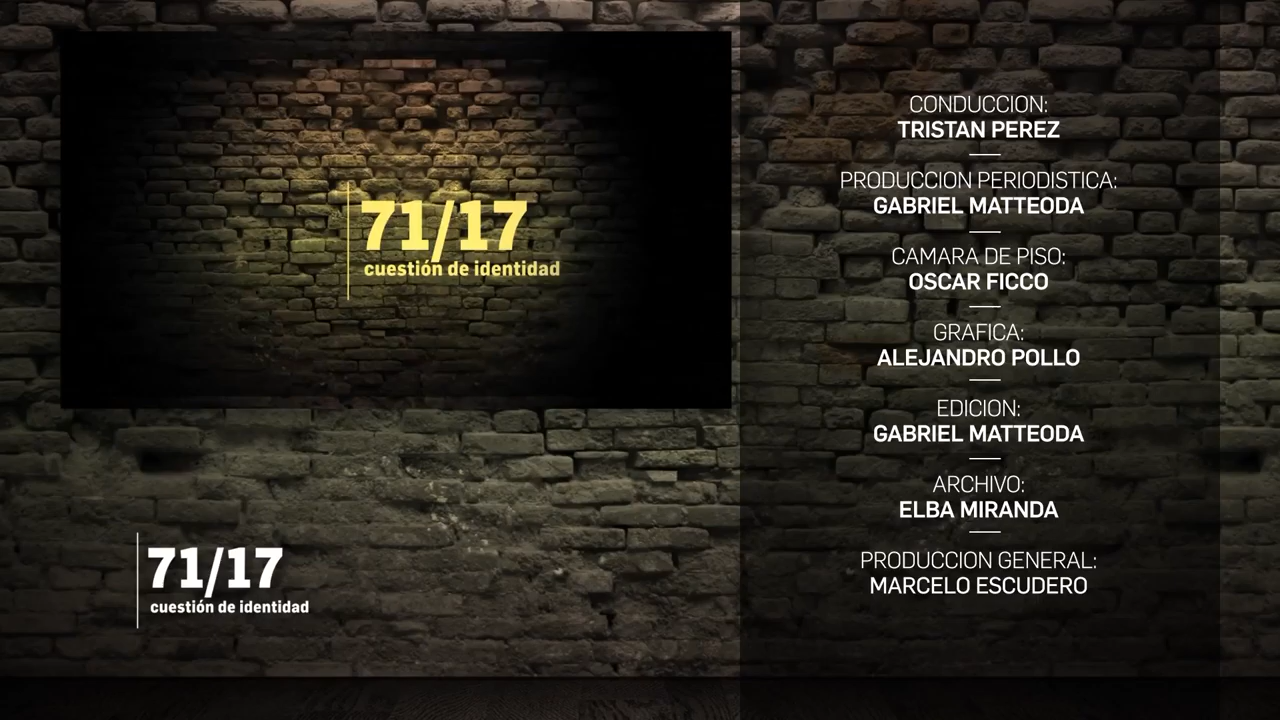 71/17
cuestión de identidad
71/17
cuestión de identidad
CONDUCCION:
TRISTAN PEREZ
PRODUCCION PERIODISTICA:
GABRIEL MATTEODA
CAMARA DE PISO:
OSCAR FICCO
GRAFICA:
ALEJANDRO POLLO
EDICION:
GABRIEL MATTEODA
ARCHIVO:
ELBA MIRANDA
PRODUCCION GENERAL:
MARCELO ESCUDERO